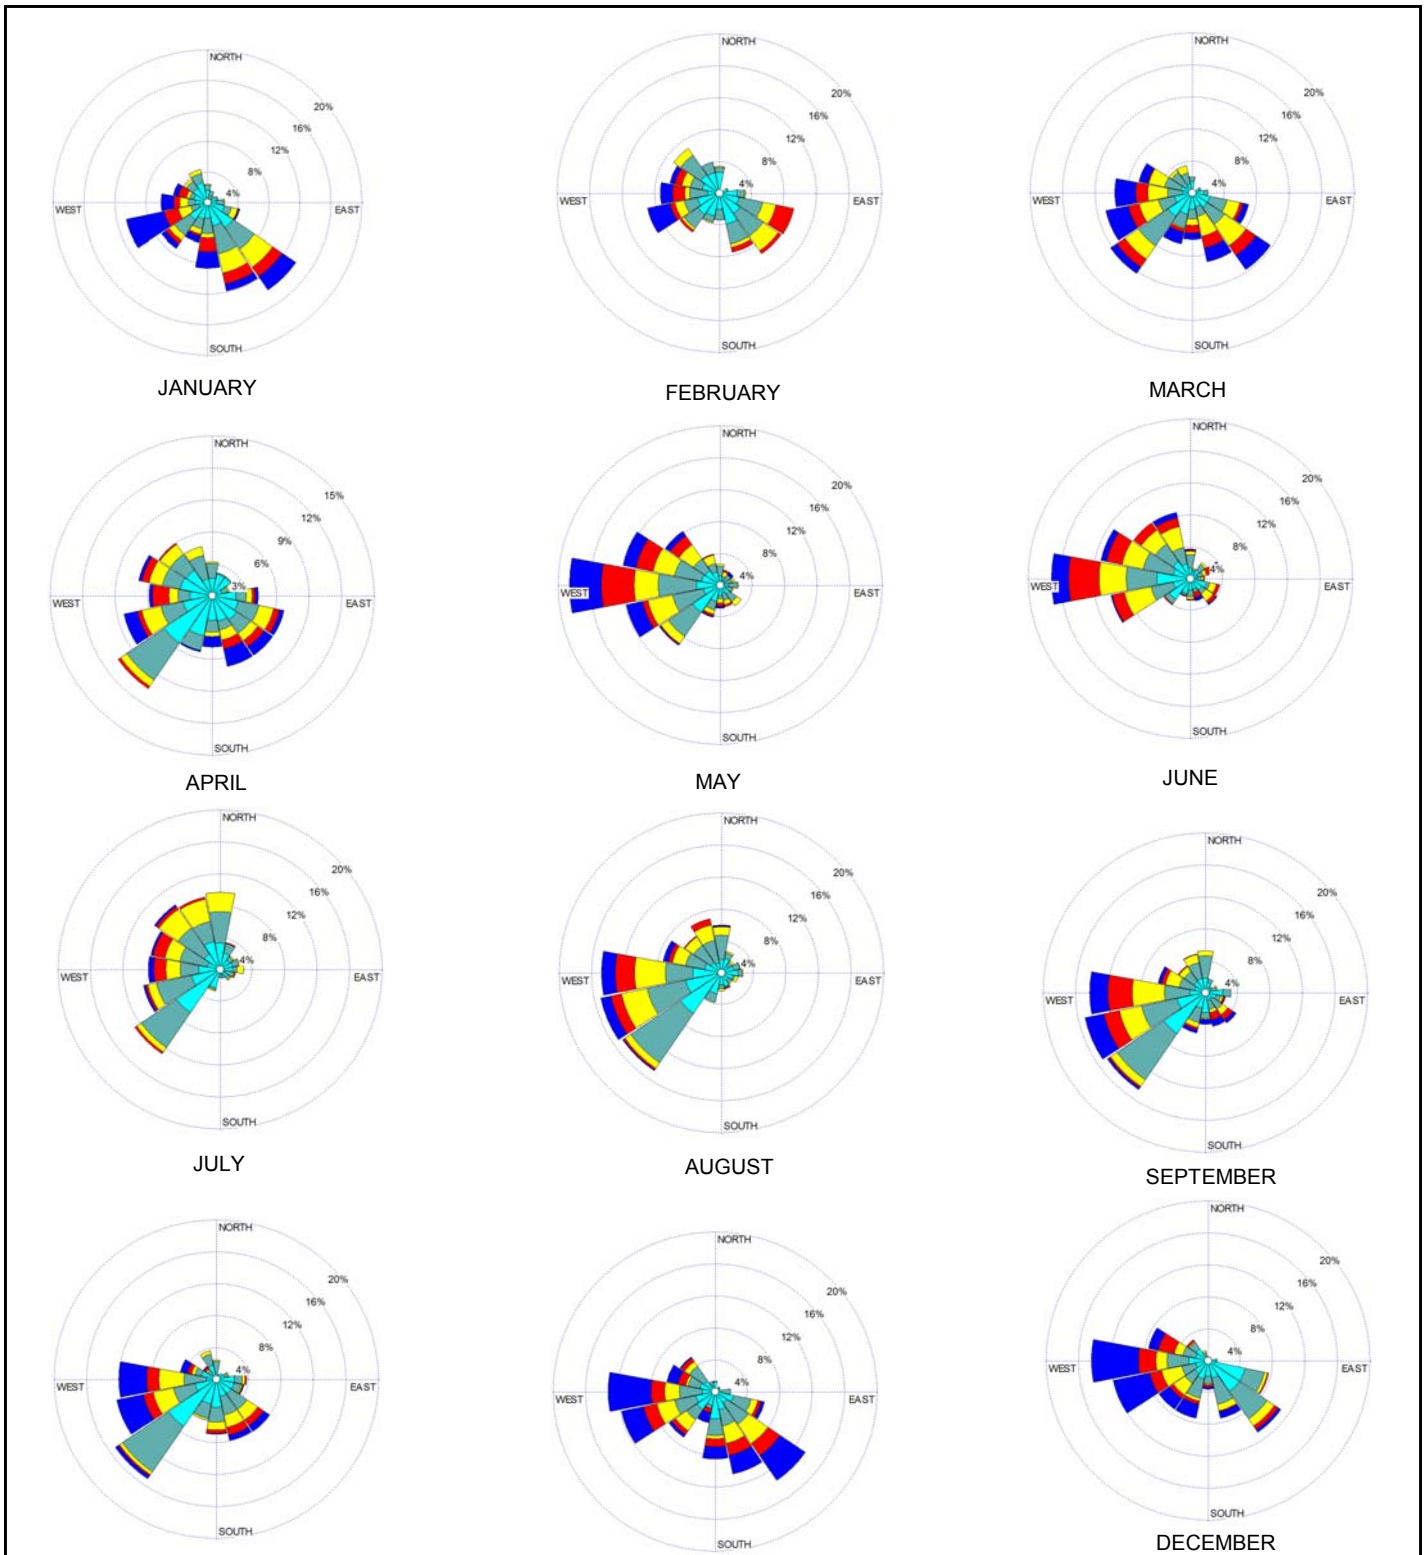 NORTH
20%
16%
12%
8%
4%
WEST
EAST
SOUTH
JANUARY
NORTH
20%
16%
12%
8%
4%
WEST
EAST
SOUTH
FEBRUARY
NORTH
20%
16%
12%
8%
4%
WEST
EAST
SOUTH
MARCH
NORTH
15%
12%
9%
6%
3%
WEST
EAST
SOUTH
APRIL
NORTH
20%
16%
12%
8%
4%
WEST
EAST
SOUTH
MAY
NORTH
20%
16%
12%
8%
4%
WEST
EAST
SOUTH
JUNE
NORTH
20%
16%
12%
8%
4%
WEST
EAST
SOUTH
JULY
NORTH
20%
16%
12%
8%
4%
WEST
EAST
SOUTH
AUGUST
NORTH
20%
16%
12%
8%
4%
WEST
EAST
SOUTH
SEPTEMBER
NORTH
20%
16%
12%
8%
4%
WEST
EAST
SOUTH
NORTH
20%
16%
12%
8%
4%
WEST
EAST
SOUTH
NORTH
20%
16%
12%
8%
4%
WEST
EAST
SOUTH
DECEMBER